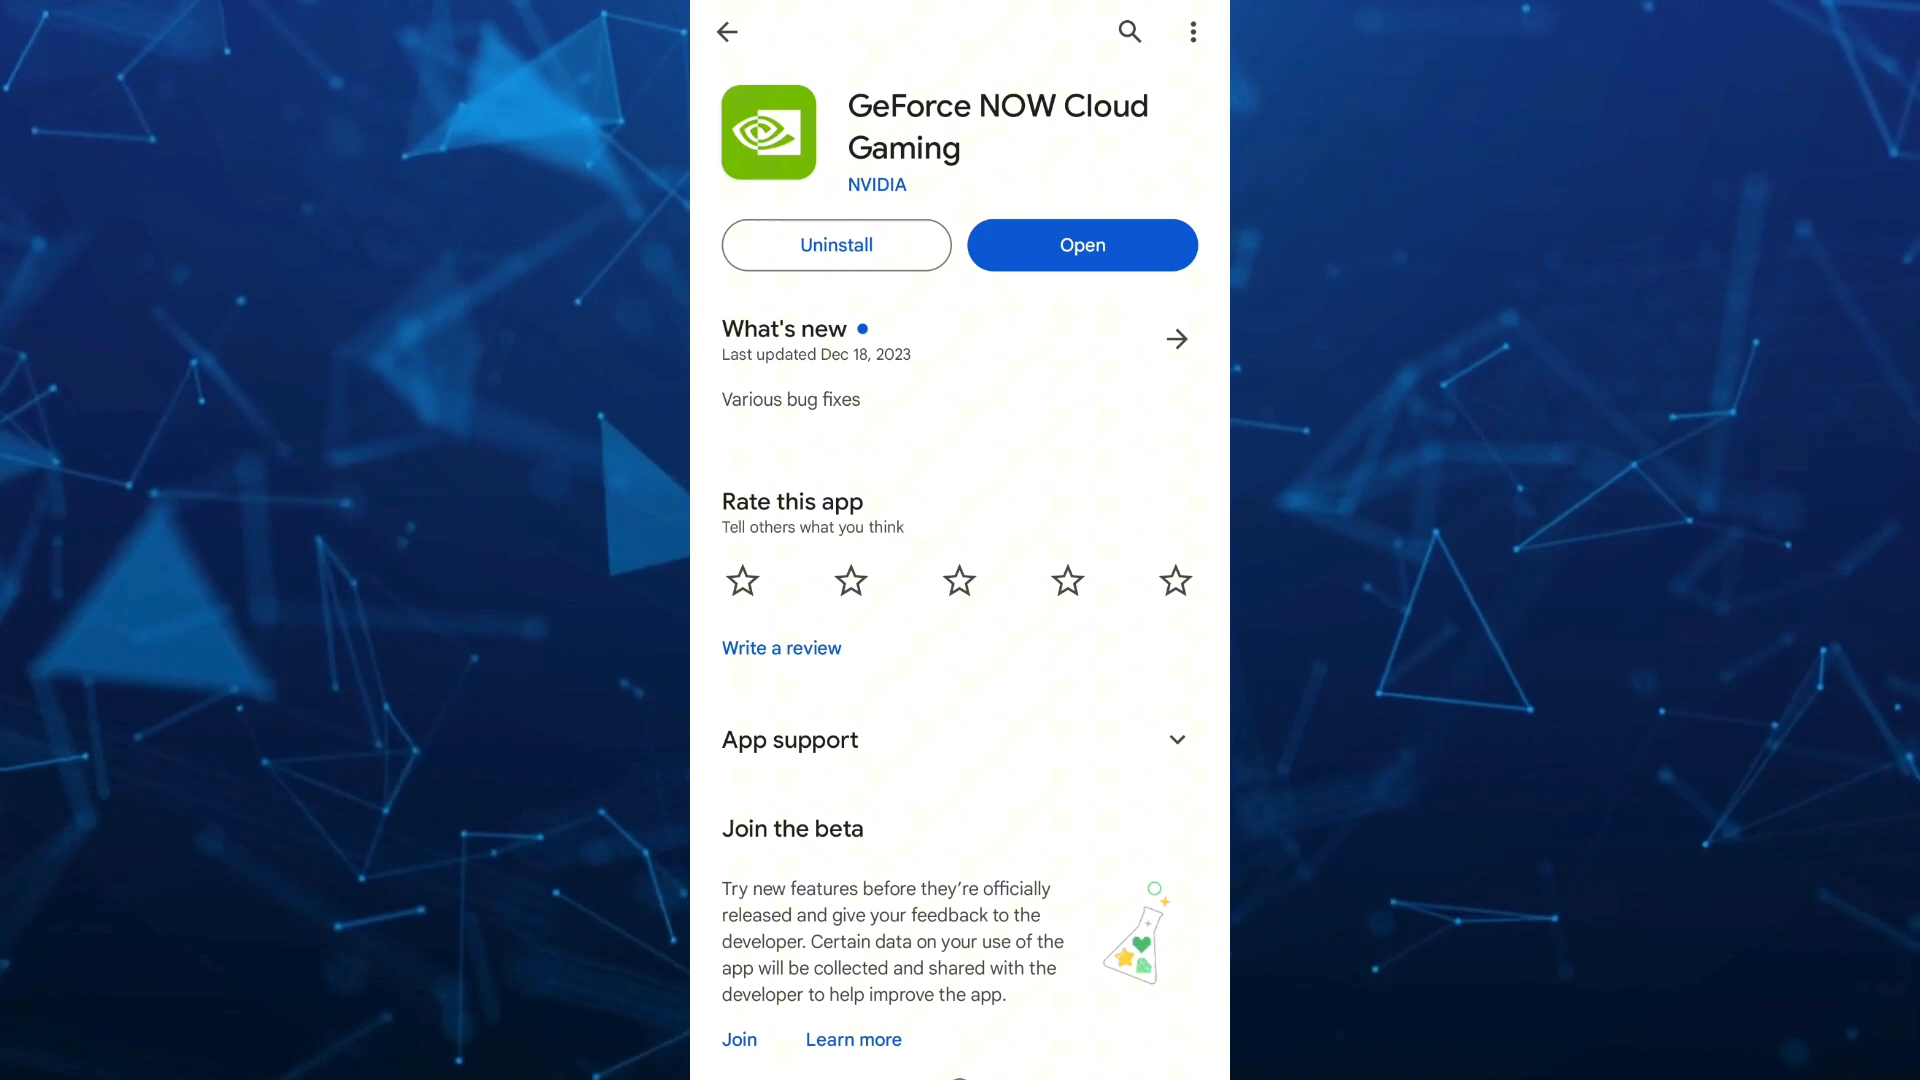 GeForce NOW Cloud
Gaming
NVIDIA
Uninstall
Open
What's new
Last updated Dec 18, 2023
Various bug fixes
Rate this app
Tell others what you think
Write a review
App support
Join the beta
Try new features before they’re officially
released and give your feedback to the
developer. Certain data on your use of the
app will be collected and shared with the
developer to help improve the app.
Join
Learn more